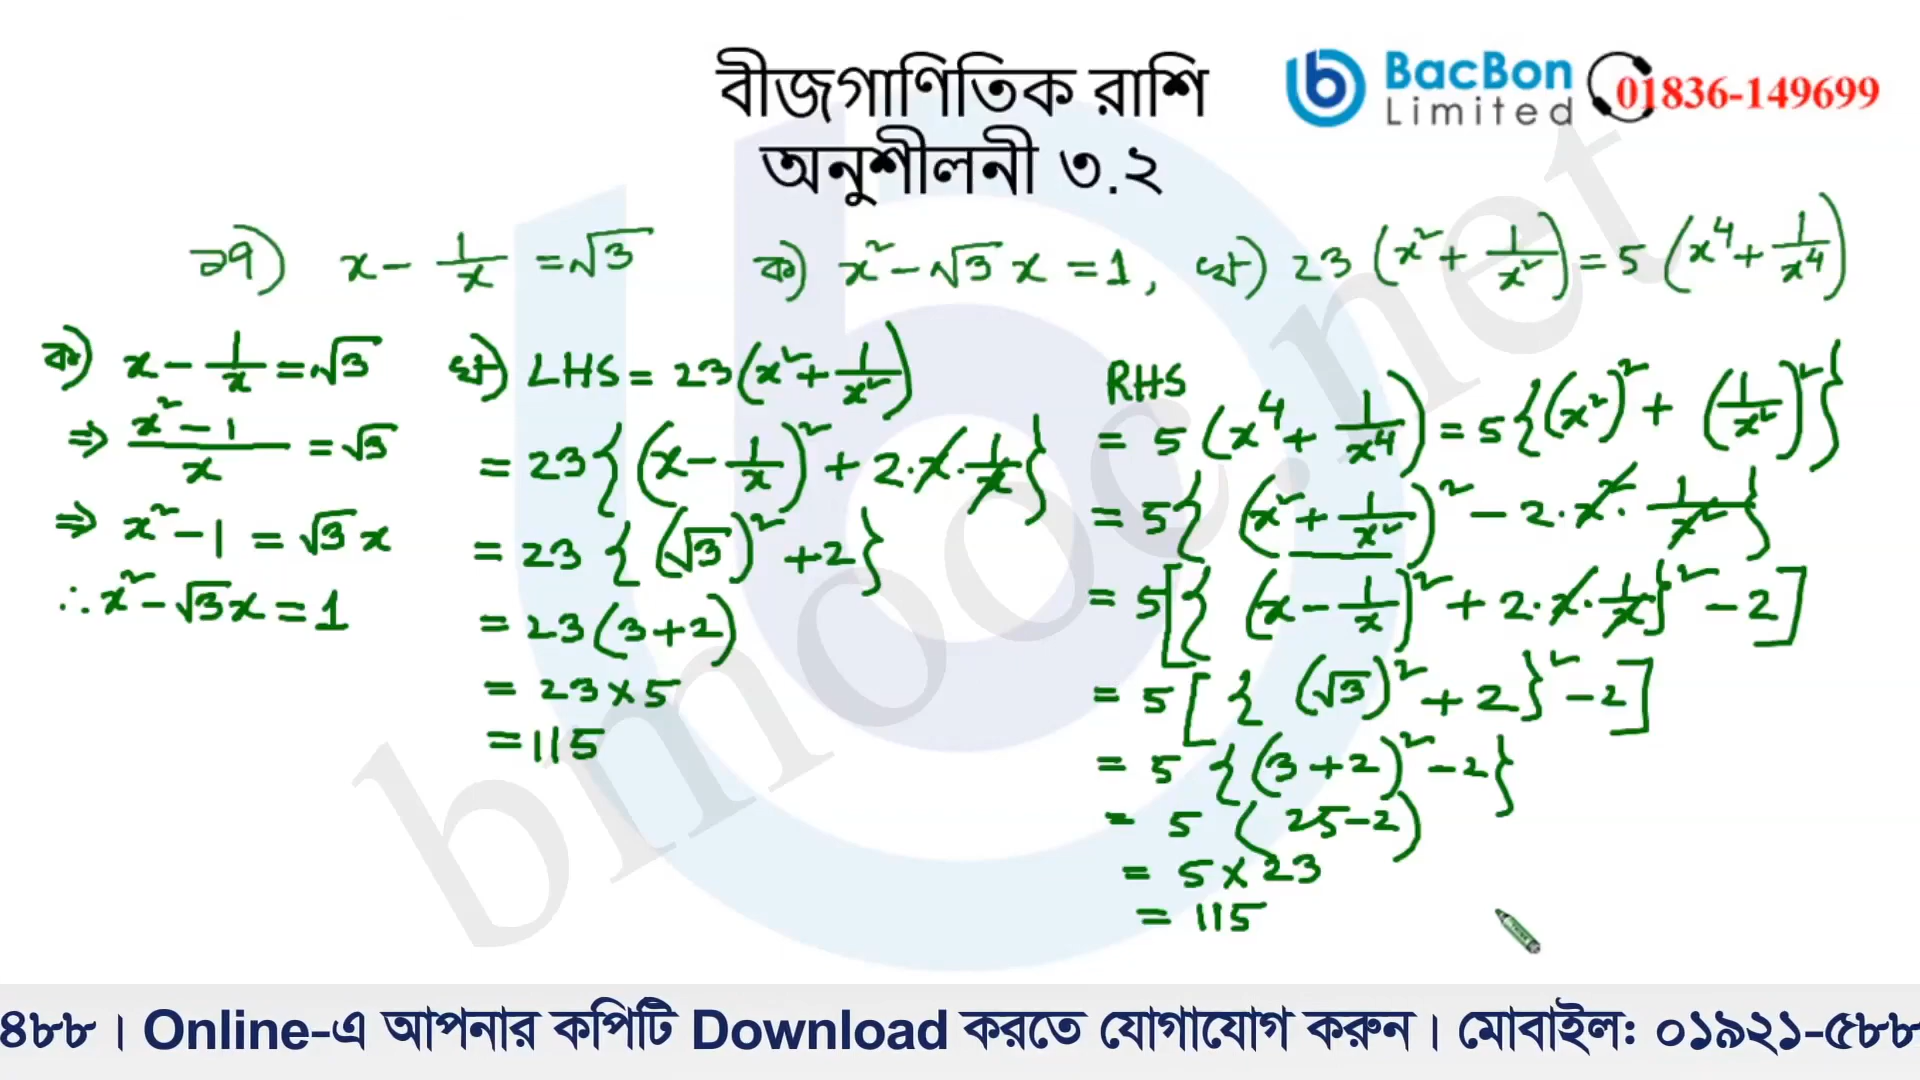 বীজগাণিতিক রাশি
অনুশীলনী ৩.২
BacBon
Limited
01836-149699
২৭) x - 1/x = √3 ক) x² - √3 x = 1, খ) 23 (x² + 1/x²) = 5 (x⁴ + 1/x⁴)
ক) x - 1/x = √3
⇒ (x² - 1)/x = √3
⇒ x² - 1 = √3 x
∴ x² - √3 x = 1
খ) LHS = 23 (x² + 1/x²)
= 23 { (x - 1/x)² + 2·x·1/x }
= 23 { (√3)² + 2 }
= 23 (3+2)
= 23 × 5
= 115
RHS
= 5 (x⁴ + 1/x⁴) = 5 { (x²)² + (1/x²)² }
= 5 { (x² + 1/x²)² - 2·x²·1/x² }
= 5 [ { (x - 1/x)² + 2·x·1/x }² - 2 ]
= 5 [ { (√3)² + 2 }² - 2 ]
= 5 { (3+2)² - 2 }
= 5 (25-2)
= 5 × 23
= 115
bmooc.net
৪৮৮। Online-এ আপনার কপিটি Download করতে যোগাযোগ করুন। মোবাইল: ০১৯২১-৫৮৮